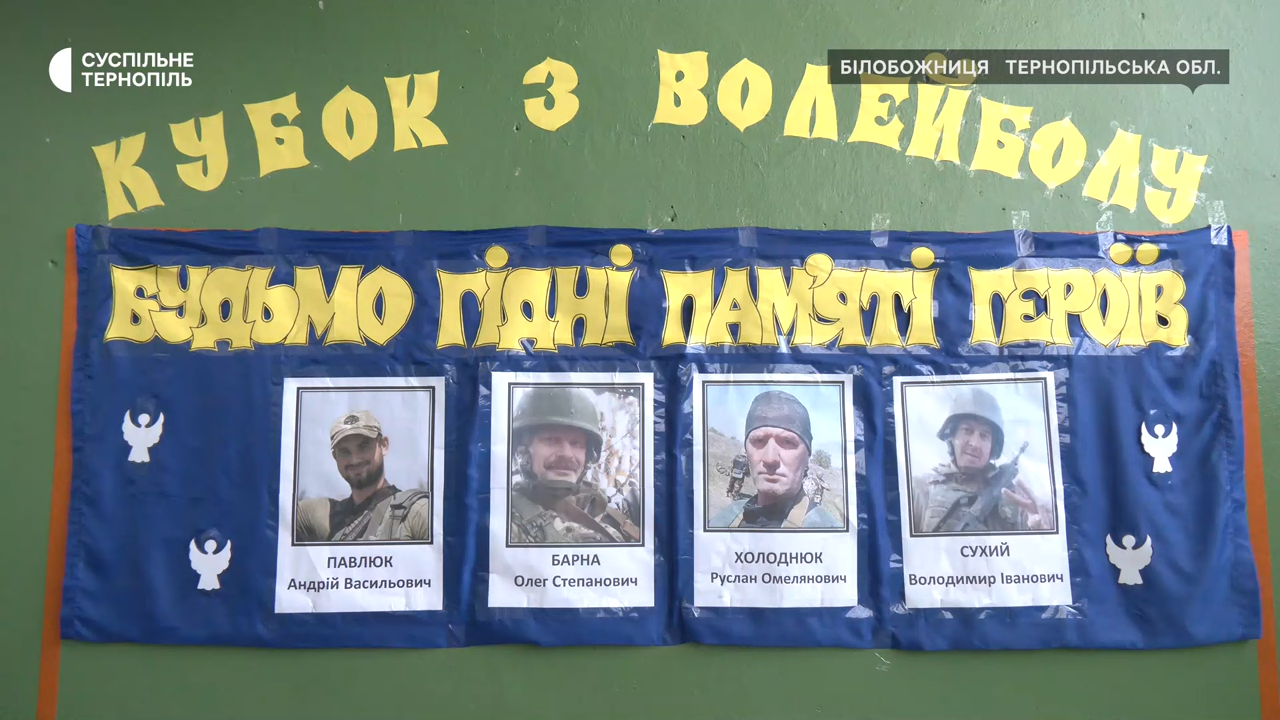 СУСПІЛЬНЕ
ТЕРНОПІЛЬ
БІЛОБОЖНИЦЯ ТЕРНОПІЛЬСЬКА ОБЛ.
КУБОК З ВОЛЕЙБОЛУ
БУДЬМО ГІДНІ ПАМ'ЯТІ ГЕРОЇВ
ПАВЛЮК
Андрій Васильович
БАРНА
Олег Степанович
ХОЛОДНЮК
Руслан Омелянович
СУХИЙ
Володимир Іванович